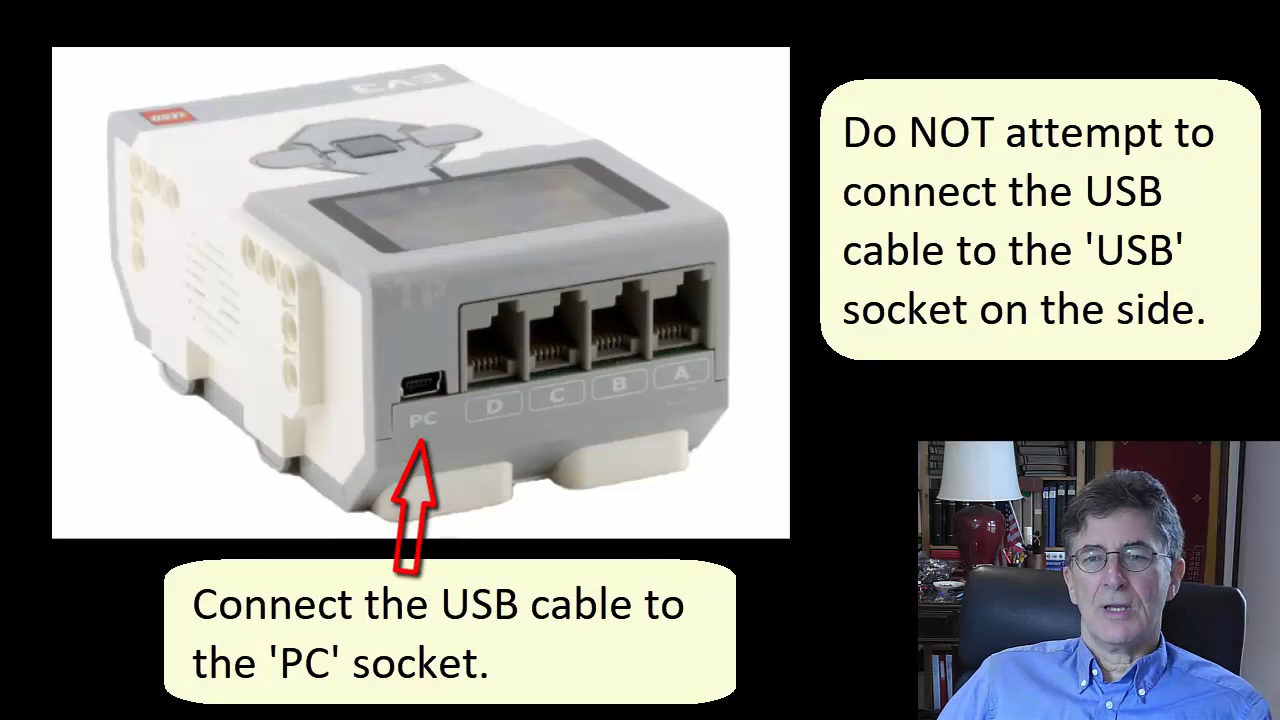 EV3
LEGO
Do NOT attempt to
connect the USB
cable to the 'USB'
socket on the side.
D C B A
PC
Connect the USB cable to
the 'PC' socket.